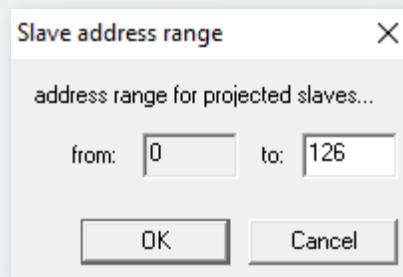 Slave address range
address range for projected slaves...
from: 0 to: 126
OK Cancel